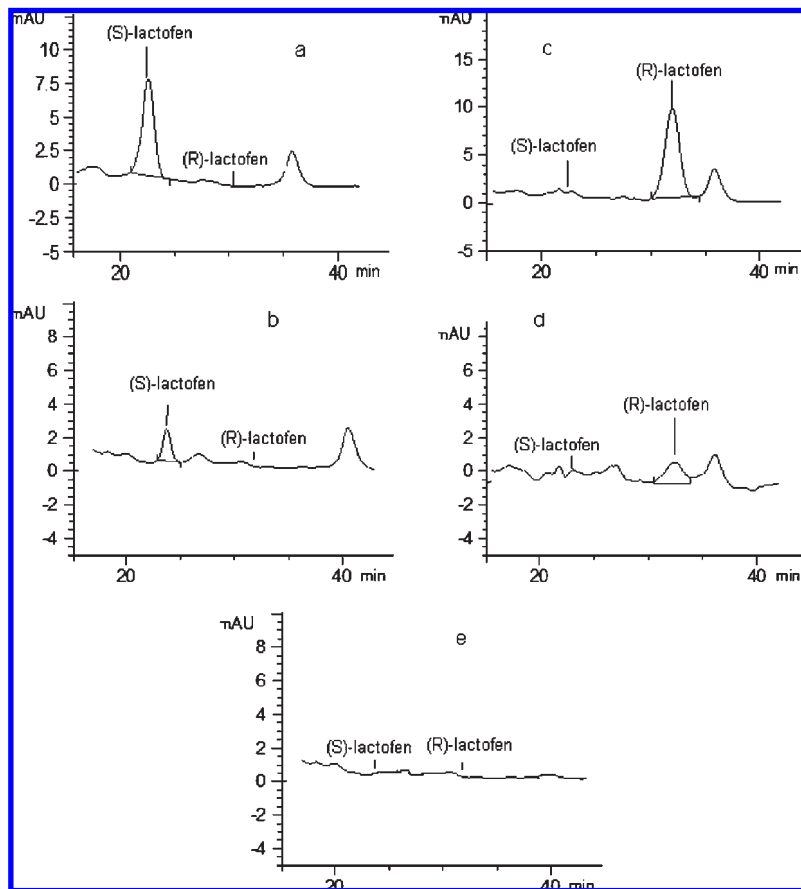 mAU
a
10
7.5
5
2.5
0
-2.5
-5
(S)-lactofen
(R)-lactofen
20
40 min
mAU
c
15
10
5
0
-5
(S)-lactofen
(R)-lactofen
20
40 min
mAU
b
8
6
4
2
0
-2
-4
(S)-lactofen
(R)-lactofen
20
40 min
mAU
d
8
6
4
2
0
-2
-4
(S)-lactofen
(R)-lactofen
20
40 min
mAU
e
8
6
4
2
0
-2
-4
(S)-lactofen
(R)-lactofen
20
40 min